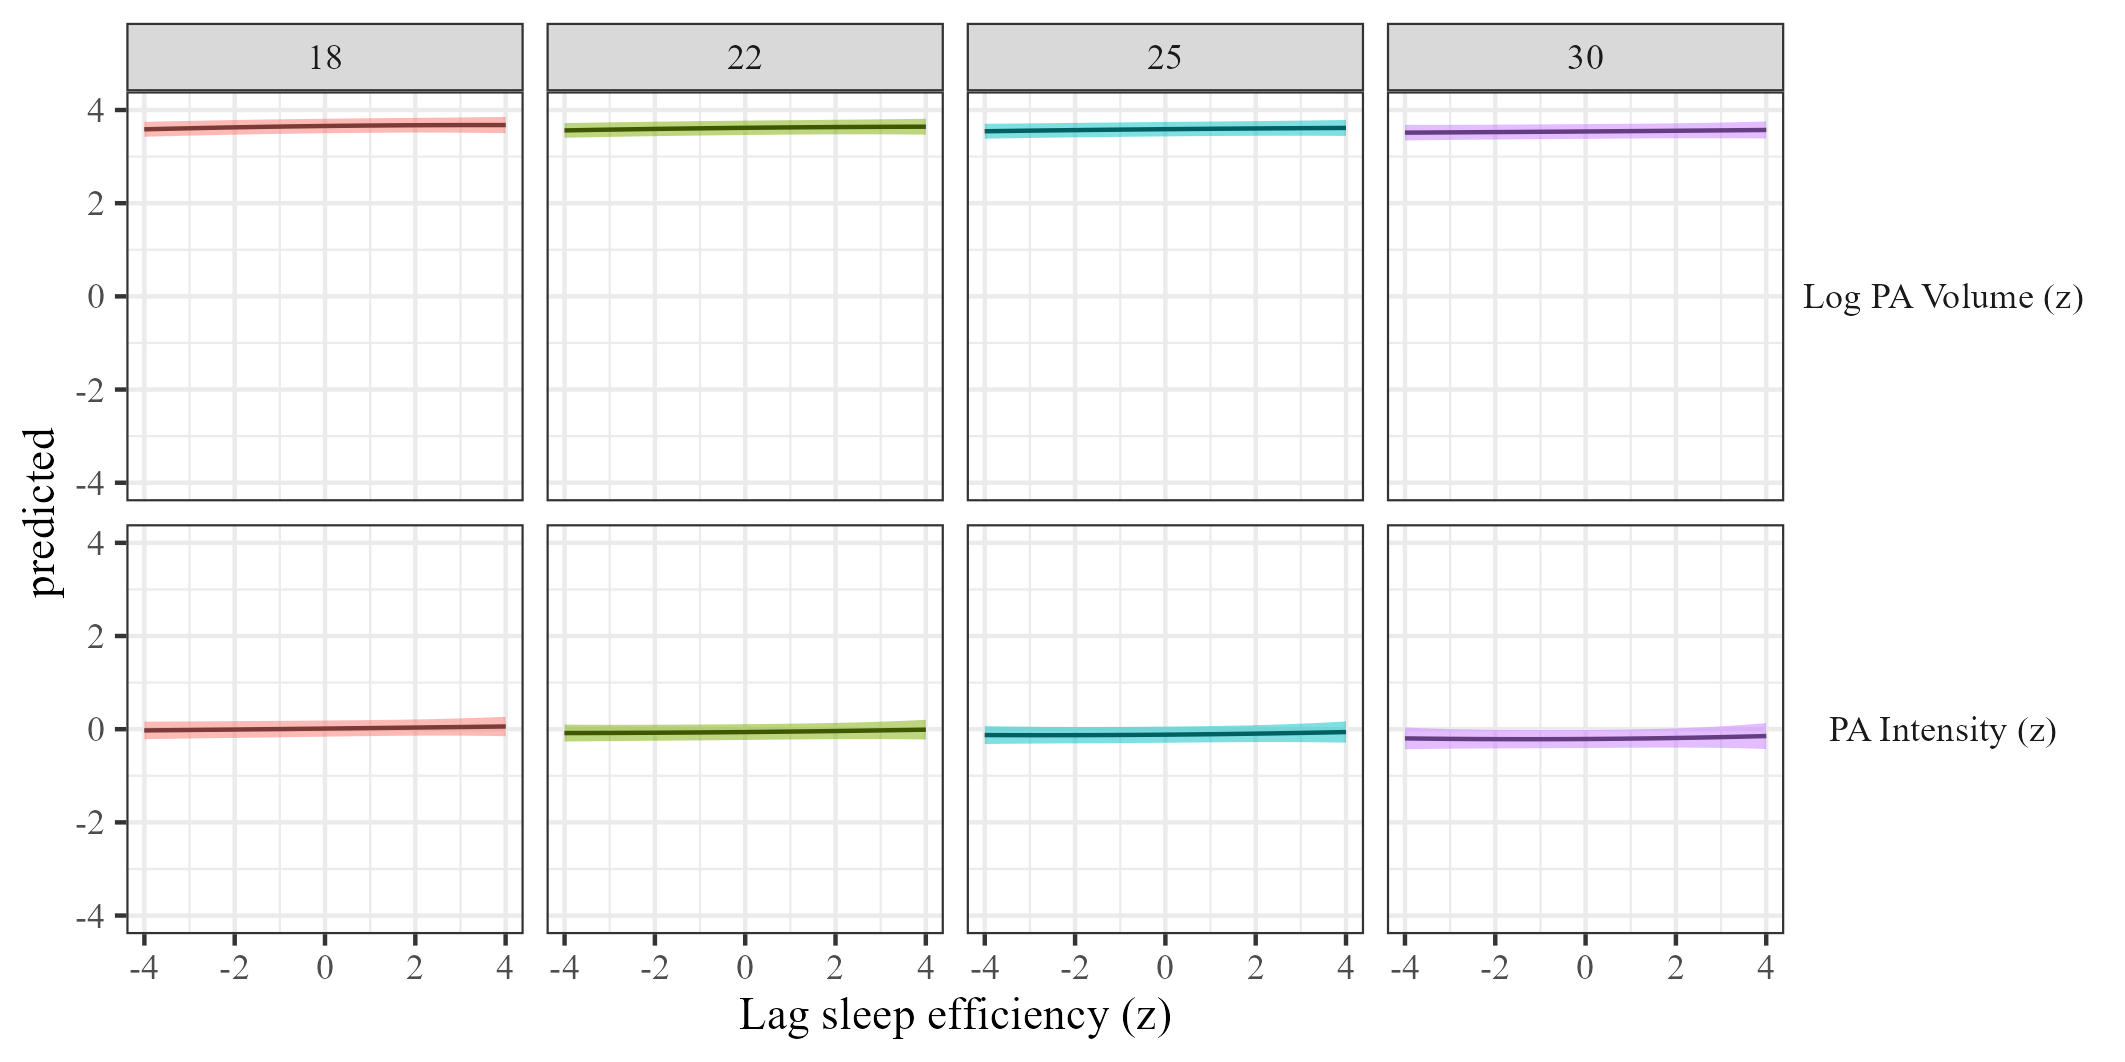 18 22 25 30
4
2
0
-2
-4
Log PA Volume (z)
predicted
4
2
0
-2
-4
PA Intensity (z)
-4 -2 0 2 4 -4 -2 0 2 4 -4 -2 0 2 4 -4 -2 0 2 4
Lag sleep efficiency (z)